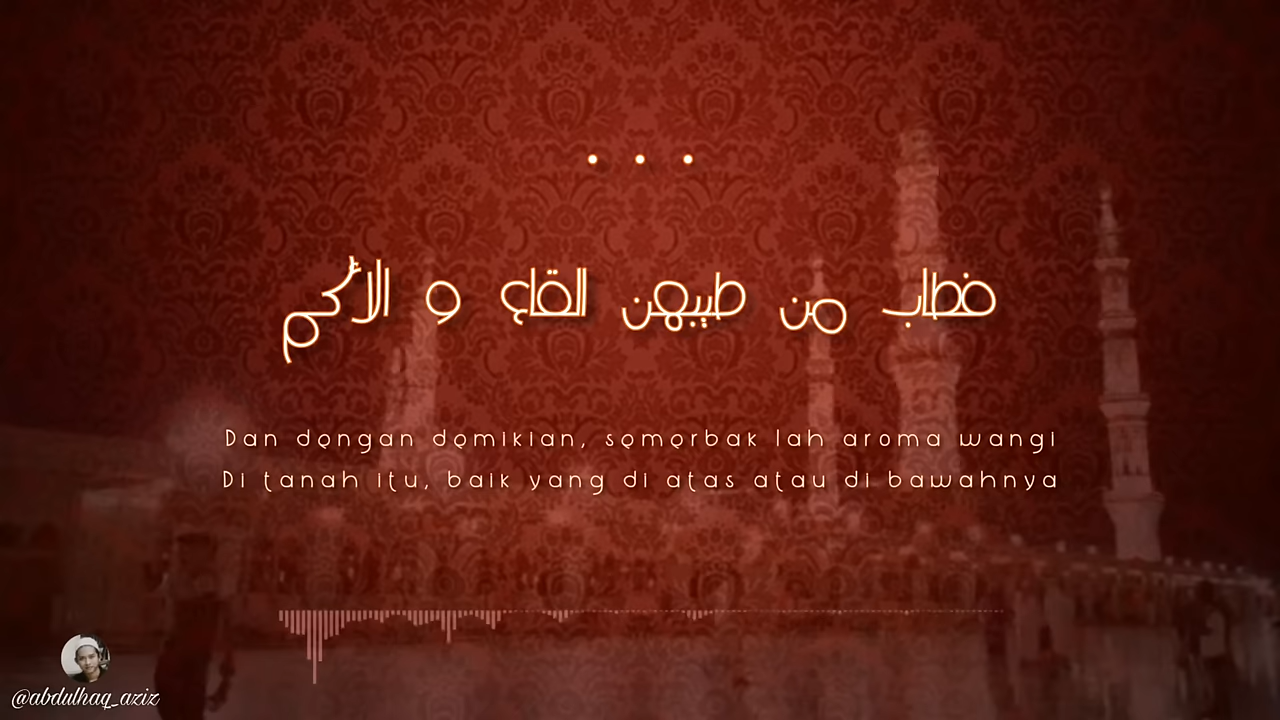 • • •
فطاب من طيبهن القاع و الأكم
Dan dengan demikian, semerbak lah aroma wangi
Di tanah itu, baik yang di atas atau di bawahnya
@abdulhaq_aziz